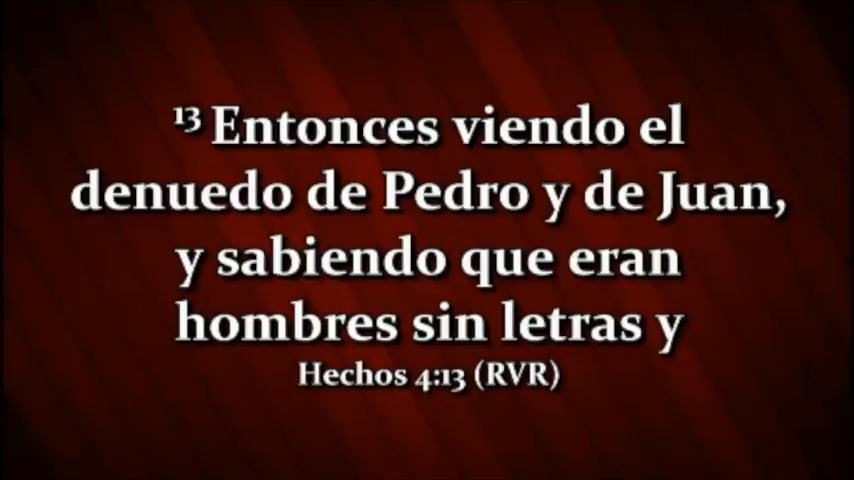 ¹³ Entonces viendo el
denuedo de Pedro y de Juan,
y sabiendo que eran
hombres sin letras y
Hechos 4:13 (RVR)